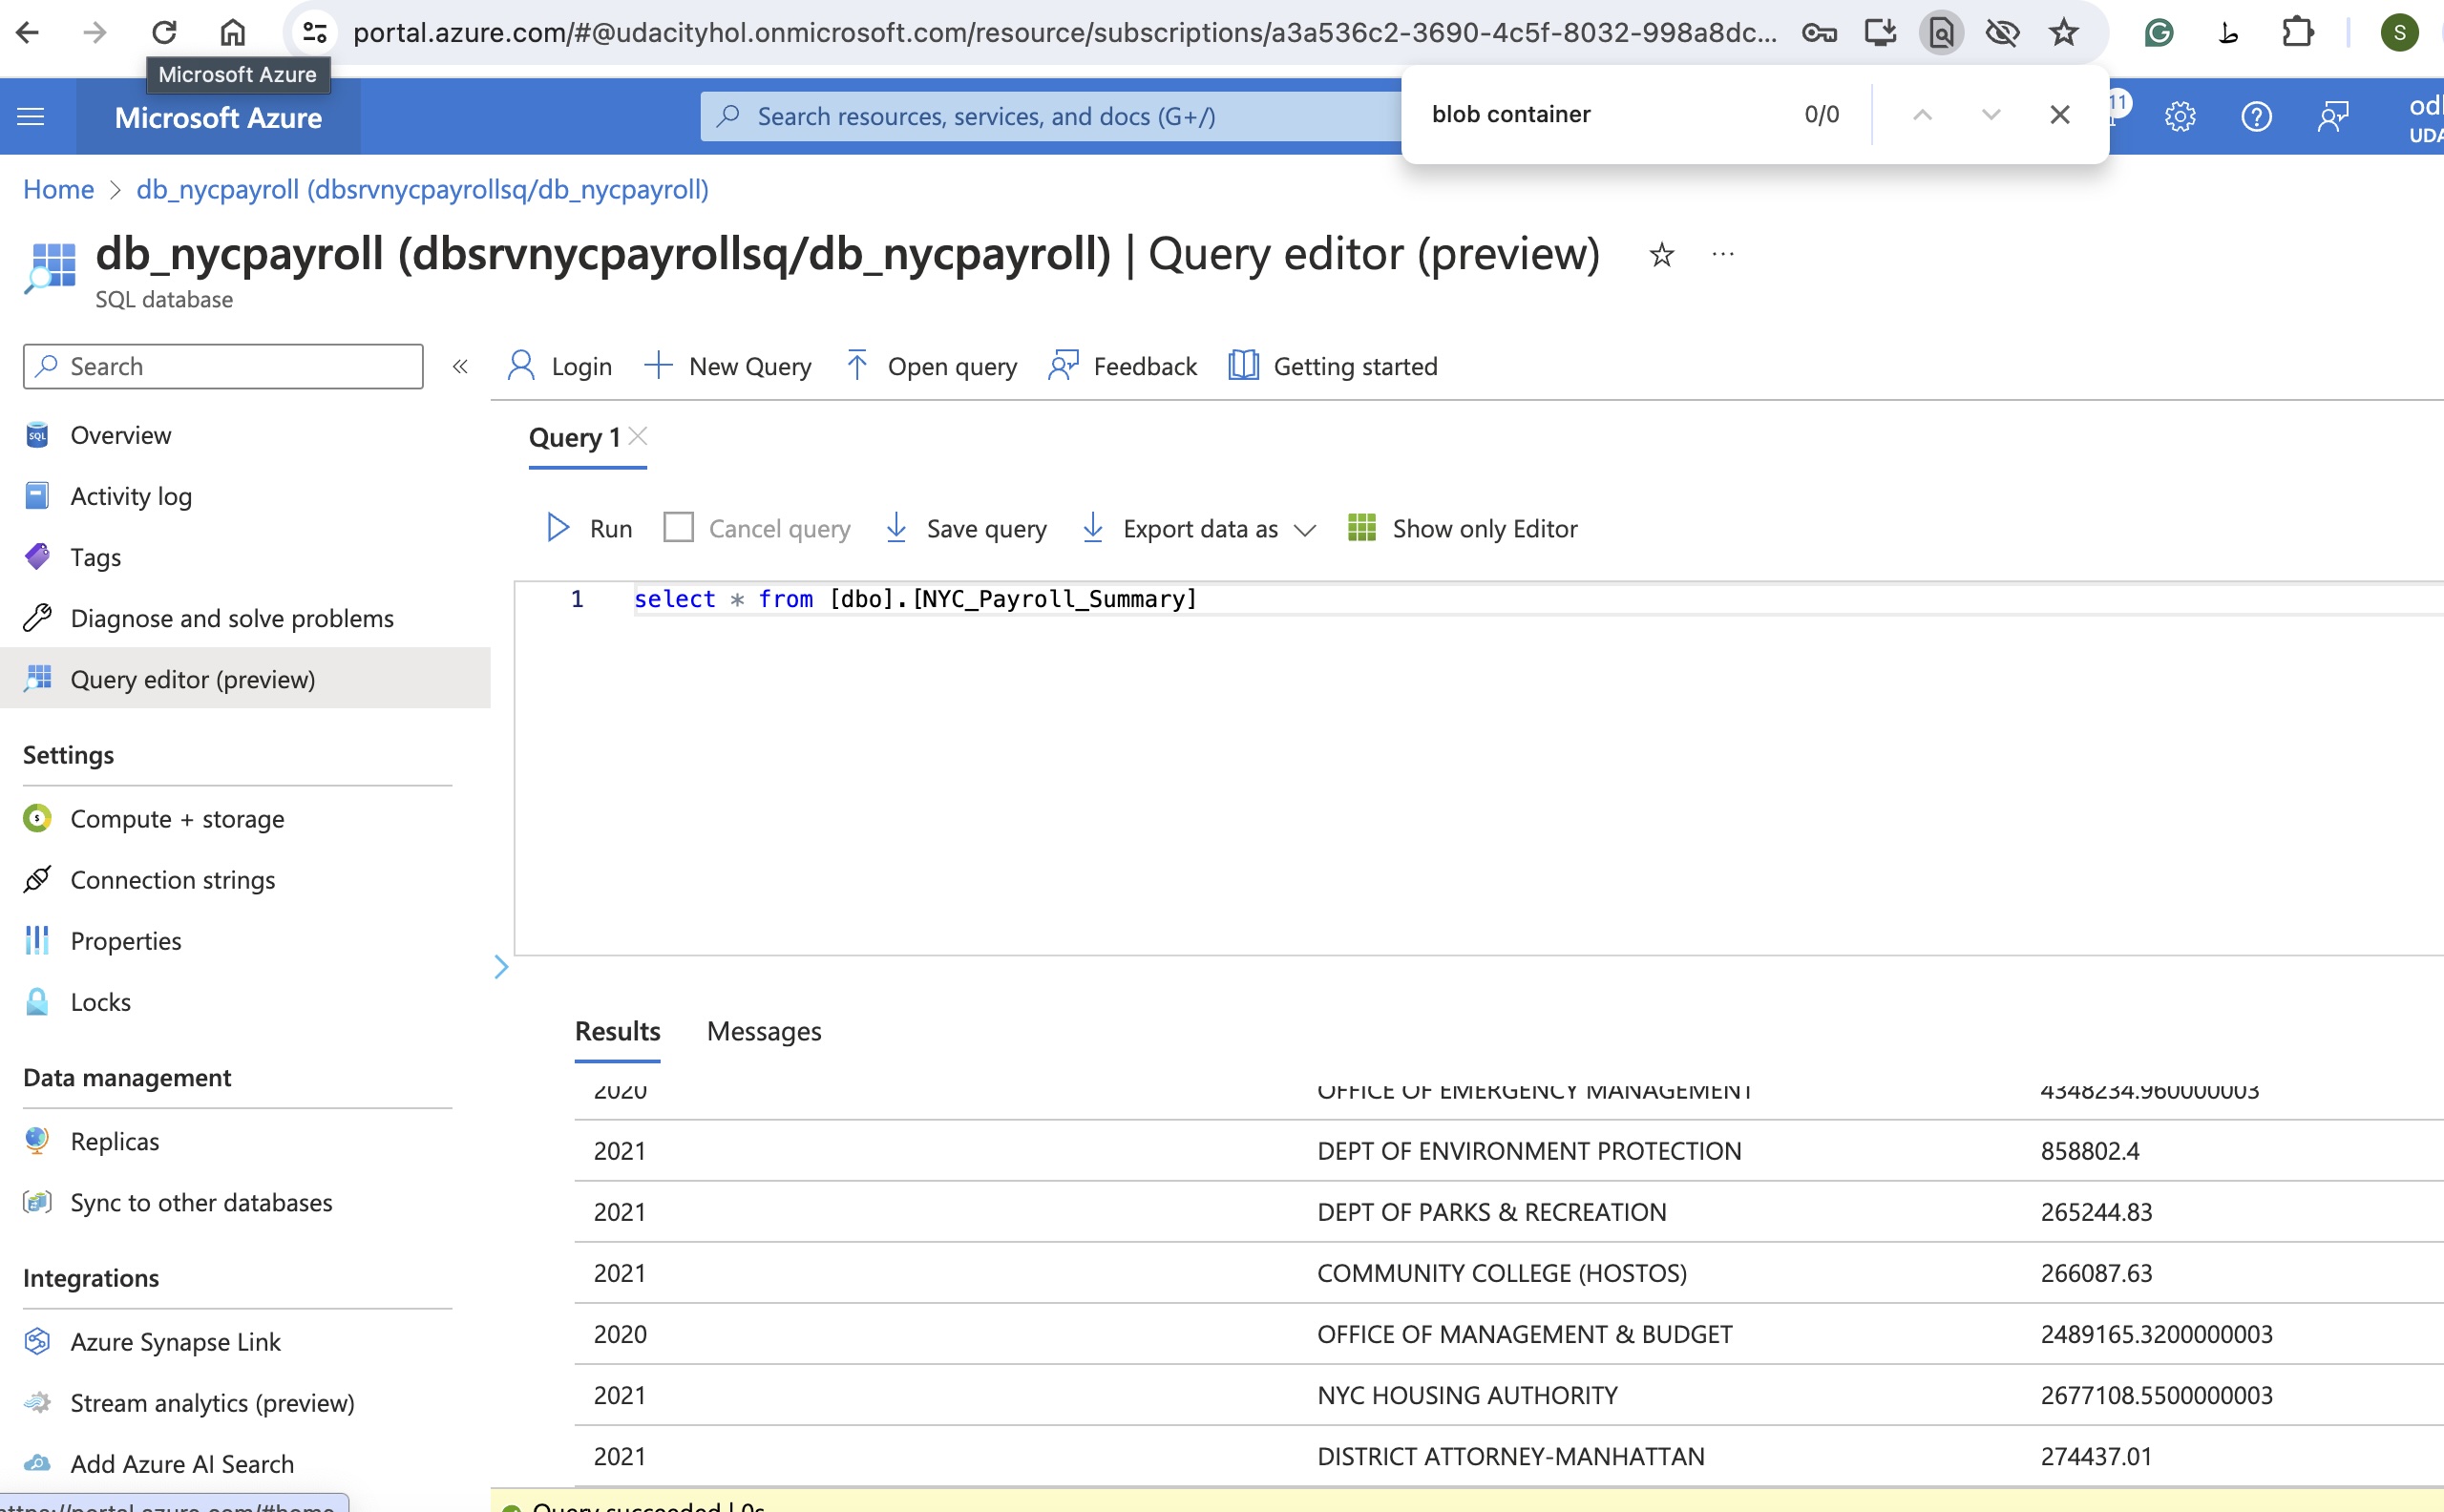 portal.azure.com/#@udacityhol.onmicrosoft.com/resource/subscriptions/a3a536c2-3690-4c5f-8032-998a8dc...
S
Microsoft Azure
Microsoft Azure
Search resources, services, and docs (G+/)
blob container
0/0
11
od
UDA
Home > db_nycpayroll (dbsrvnycpayrollsq/db_nycpayroll)
db_nycpayroll (dbsrvnycpayrollsq/db_nycpayroll) | Query editor (preview)
SQL database
Search
Login
New Query
Open query
Feedback
Getting started
Overview
Activity log
Tags
Diagnose and solve problems
Query editor (preview)
Settings
Compute + storage
Connection strings
Properties
Locks
Data management
Replicas
Sync to other databases
Integrations
Azure Synapse Link
Stream analytics (preview)
Add Azure AI Search
https://portal.azure.com/#home
Query 1
Run
Cancel query
Save query
Export data as
Show only Editor
1 select * from [dbo].[NYC_Payroll_Summary]
Results
Messages
2020 OFFICE OF EMERGENCY MANAGEMENT 4348234.960000003
2021 DEPT OF ENVIRONMENT PROTECTION 858802.4
2021 DEPT OF PARKS & RECREATION 265244.83
2021 COMMUNITY COLLEGE (HOSTOS) 266087.63
2020 OFFICE OF MANAGEMENT & BUDGET 2489165.3200000003
2021 NYC HOUSING AUTHORITY 2677108.5500000003
2021 DISTRICT ATTORNEY-MANHATTAN 274437.01
Query succeeded | 0s